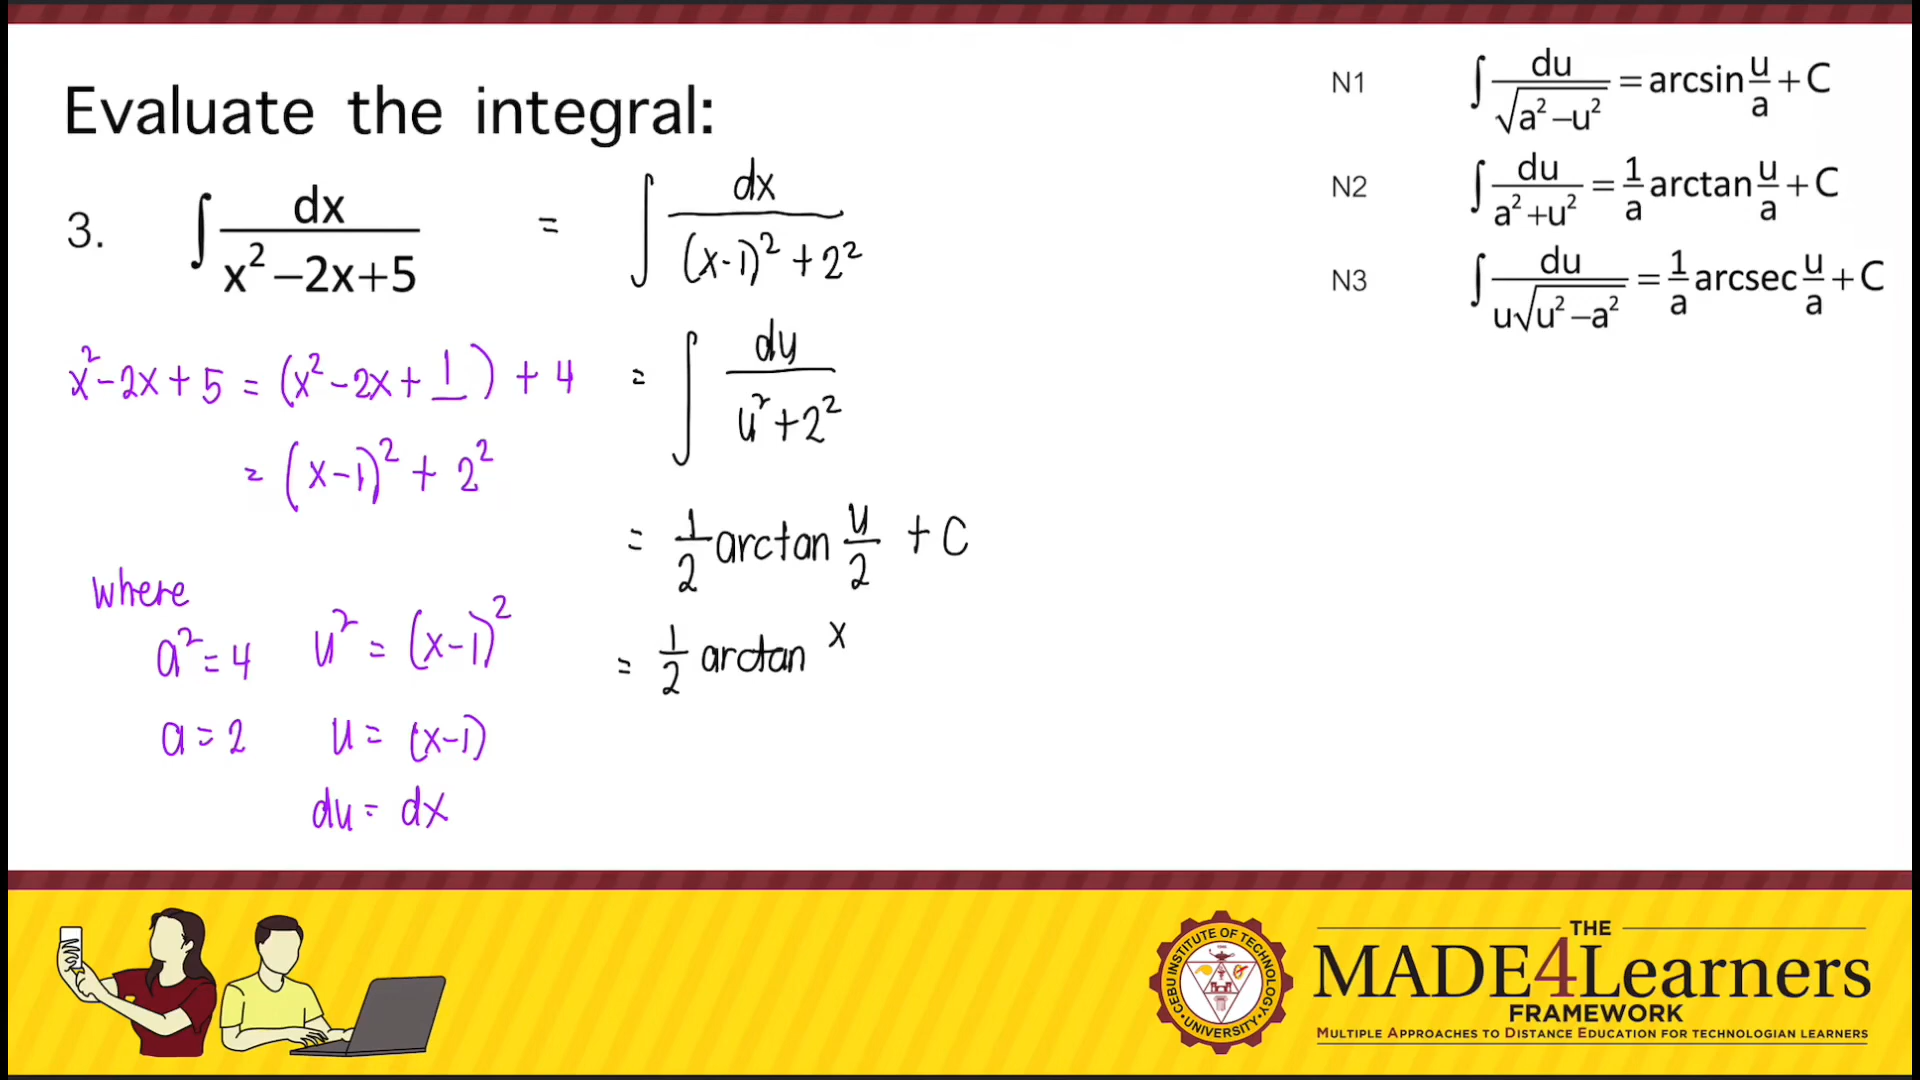 Evaluate the integral:
3. ∫ dx / (x² −2x+5) = ∫ dx / ((x-1)² + 2²)
x²-2x+5 = (x²-2x+ 1 ) + 4
= (x-1)² + 2²
where
a²=4 u² = (x-1)²
a=2 u= (x-1)
du= dx
= ∫ du / (u²+2²)
= 1/2 arctan u/2 + C
= 1/2 arctan x
N1 ∫ du / √(a² −u²) = arcsin u/a + C
N2 ∫ du / (a² +u²) = 1/a arctan u/a + C
N3 ∫ du / (u√(u² −a²)) = 1/a arcsec u/a + C
CEBU INSTITUTE OF TECHNOLOGY
UNIVERSITY
THE
MADE4Learners
FRAMEWORK
MULTIPLE APPROACHES TO DISTANCE EDUCATION FOR TECHNOLOGIAN LEARNERS